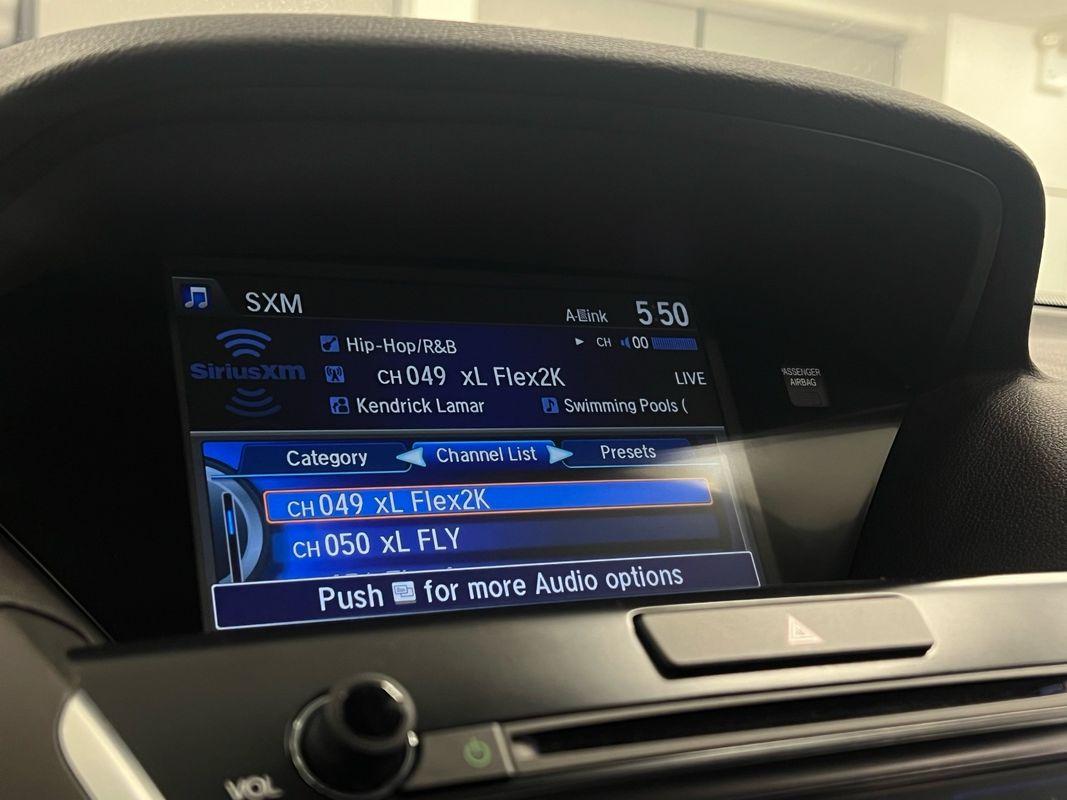 SXM
A-Link 5:50
SiriusXm
Hip-Hop/R&B
CH 00
CH 049 xL Flex2K
LIVE
Kendrick Lamar
Swimming Pools (
Category
Channel List
Presets
CH 049 xL Flex2K
CH 050 xL FLY
Push for more Audio options
PASSENGER
AIRBAG
VOL